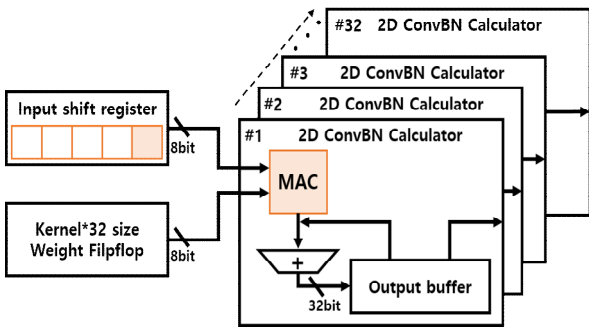 #32 2D ConvBN Calculator
#3 2D ConvBN Calculator
#2 2D ConvBN Calculator
#1 2D ConvBN Calculator
Input shift register
8bit
MAC
Kernel*32 size
Weight Filpflop
8bit
+
32bit
Output buffer